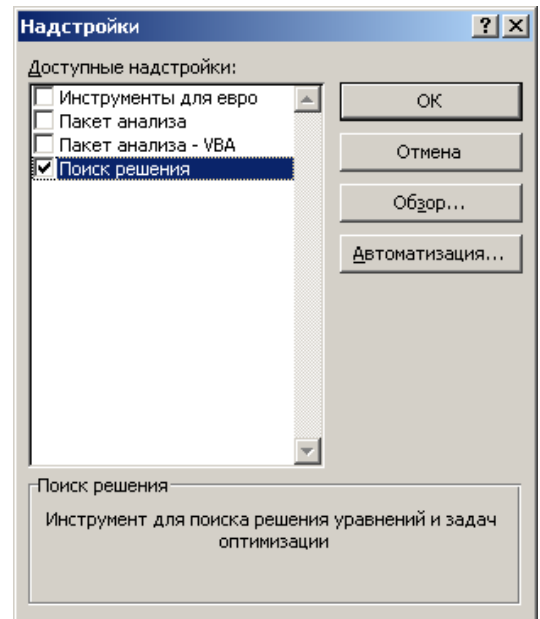 Надстройки
Доступные надстройки:
Инструменты для евро
Пакет анализа
Пакет анализа - VBA
Поиск решения
ОК
Отмена
Обзор...
Автоматизация...
Поиск решения
Инструмент для поиска решения уравнений и задач
оптимизации